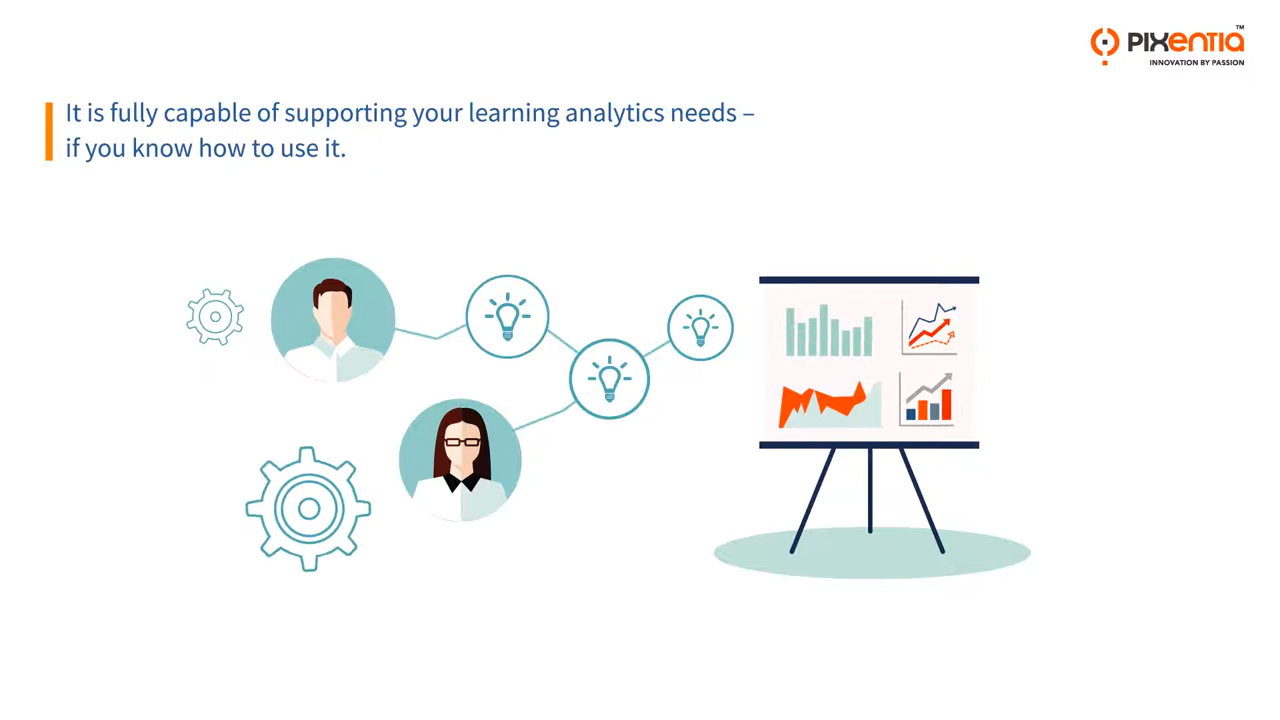 PIXENTIA™
INNOVATION BY PASSION
It is fully capable of supporting your learning analytics needs –
if you know how to use it.